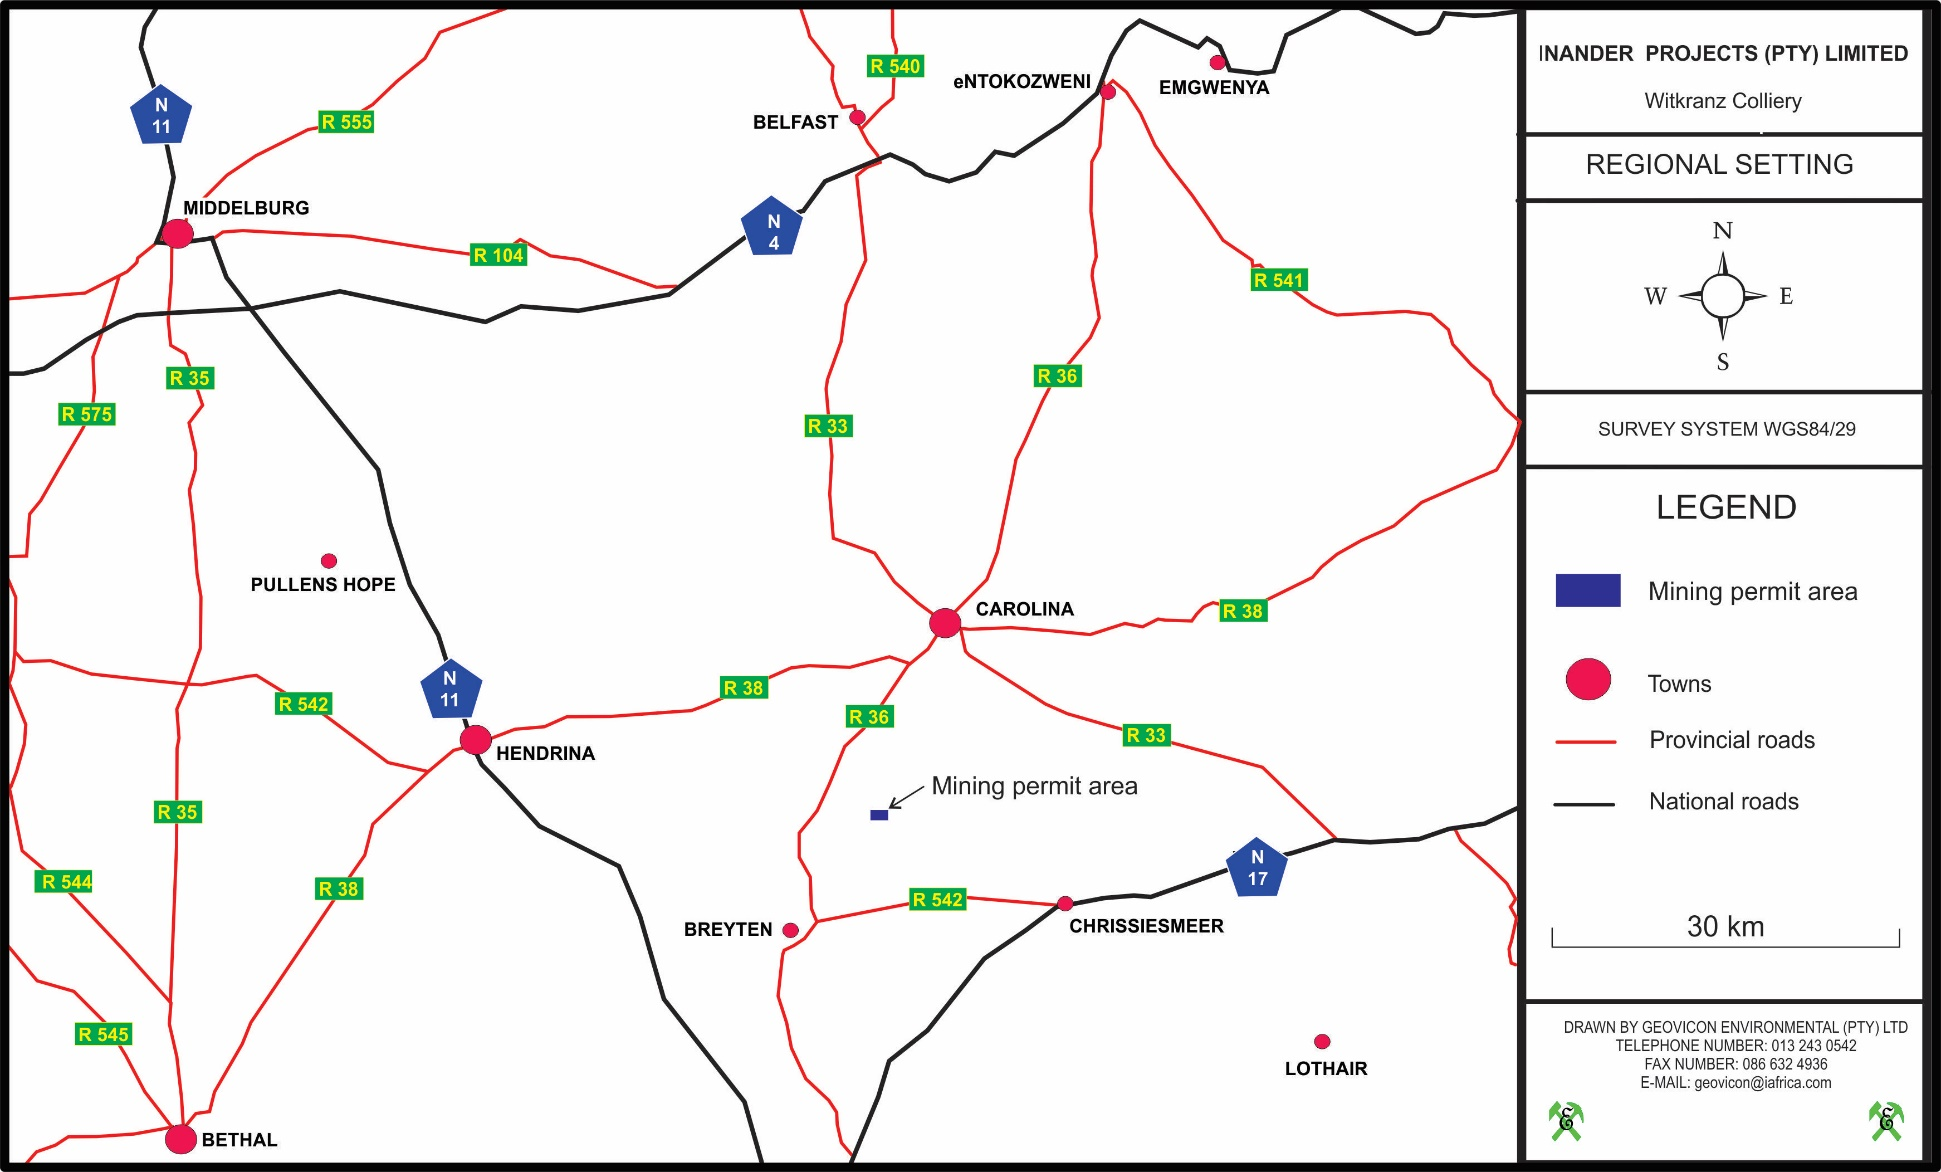 N
11
R 555
R 540
eNTOKOZWENI
EMGWENYA
BELFAST
MIDDELBURG
N
4
R 104
R 541
R 35
R 575
R 36
R 33
PULLENS HOPE
CAROLINA
R 38
N
11
R 542
R 38
R 36
R 33
HENDRINA
Mining permit area
R 35
N
17
R 544
R 38
R 542
BREYTEN
CHRISSIESMEER
R 545
LOTHAIR
BETHAL
INANDER PROJECTS (PTY) LIMITED
Witkranz Colliery
REGIONAL SETTING
N
W E
S
SURVEY SYSTEM WGS84/29
LEGEND
Mining permit area
Towns
Provincial roads
National roads
30 km
DRAWN BY GEOVICON ENVIRONMENTAL (PTY) LTD
TELEPHONE NUMBER: 013 243 0542
FAX NUMBER: 086 632 4936
E-MAIL: geovicon@iafrica.com